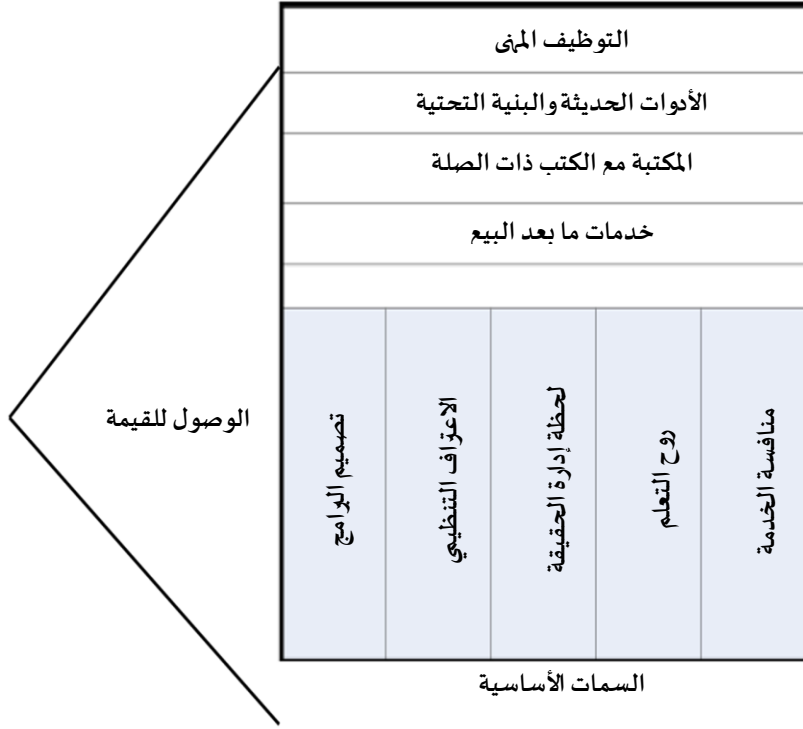 التوظيف المهني
الأدوات الحديثة والبنية التحتية
المكتبة مع الكتب ذات الصلة
خدمات ما بعد البيع
منافسة الخدمة
روح التعلم
لحظة إدارة الحقيقة
الاعتراف التنظيمي
تصميم البرامج
الوصول للقيمة
السمات الأساسية